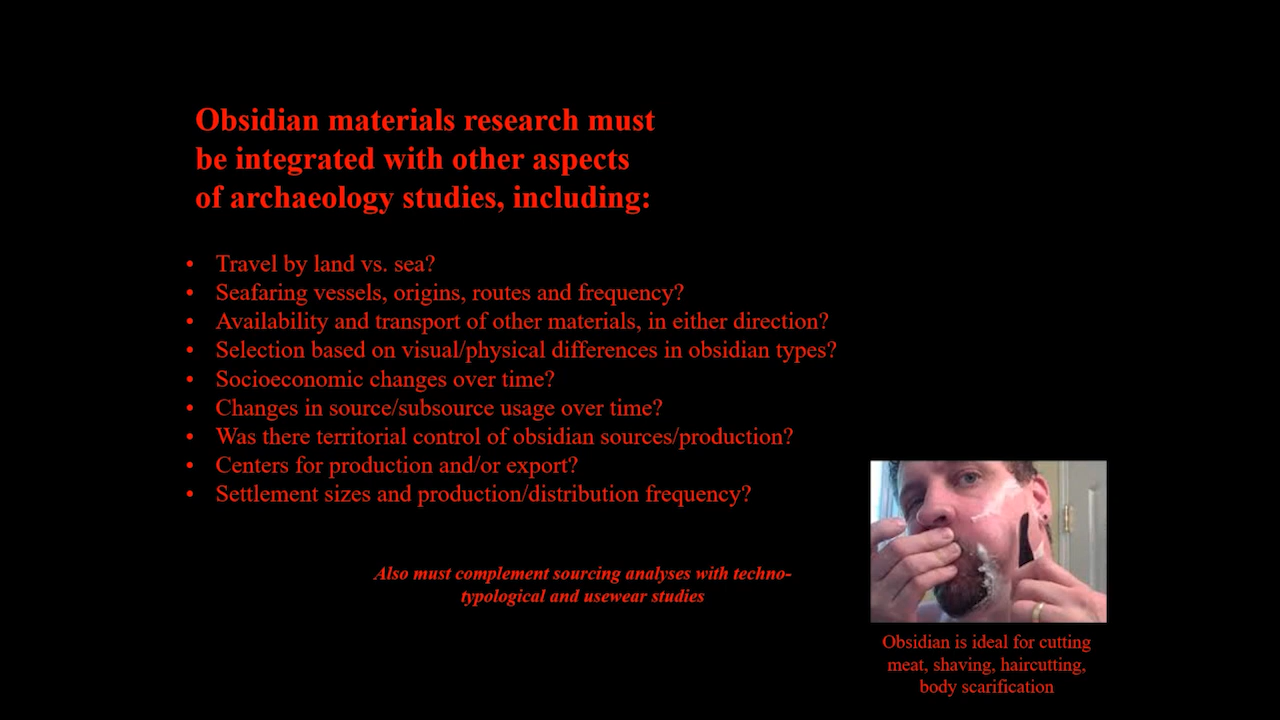 Obsidian materials research must
be integrated with other aspects
of archaeology studies, including:
• Travel by land vs. sea?
• Seafaring vessels, origins, routes and frequency?
• Availability and transport of other materials, in either direction?
• Selection based on visual/physical differences in obsidian types?
• Socioeconomic changes over time?
• Changes in source/subsource usage over time?
• Was there territorial control of obsidian sources/production?
• Centers for production and/or export?
• Settlement sizes and production/distribution frequency?
Also must complement sourcing analyses with techno-
typological and usewear studies
Obsidian is ideal for cutting
meat, shaving, haircutting,
body scarification